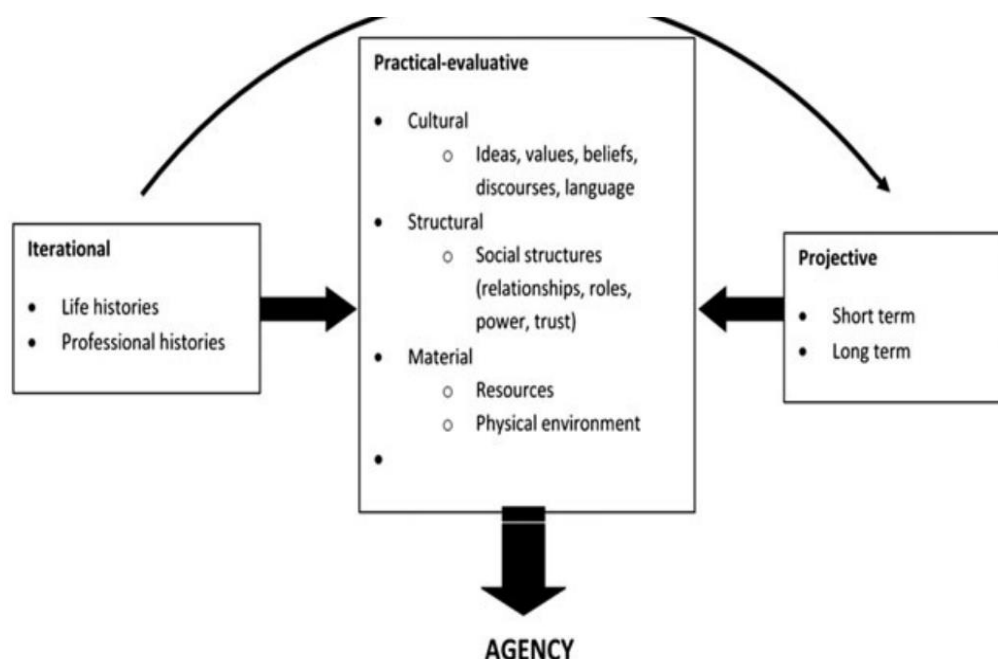 Iterational
• Life histories
• Professional histories
Practical-evaluative
• Cultural
o Ideas, values, beliefs,
discourses, language
• Structural
o Social structures
(relationships, roles,
power, trust)
• Material
o Resources
o Physical environment
•
Projective
• Short term
• Long term
AGENCY